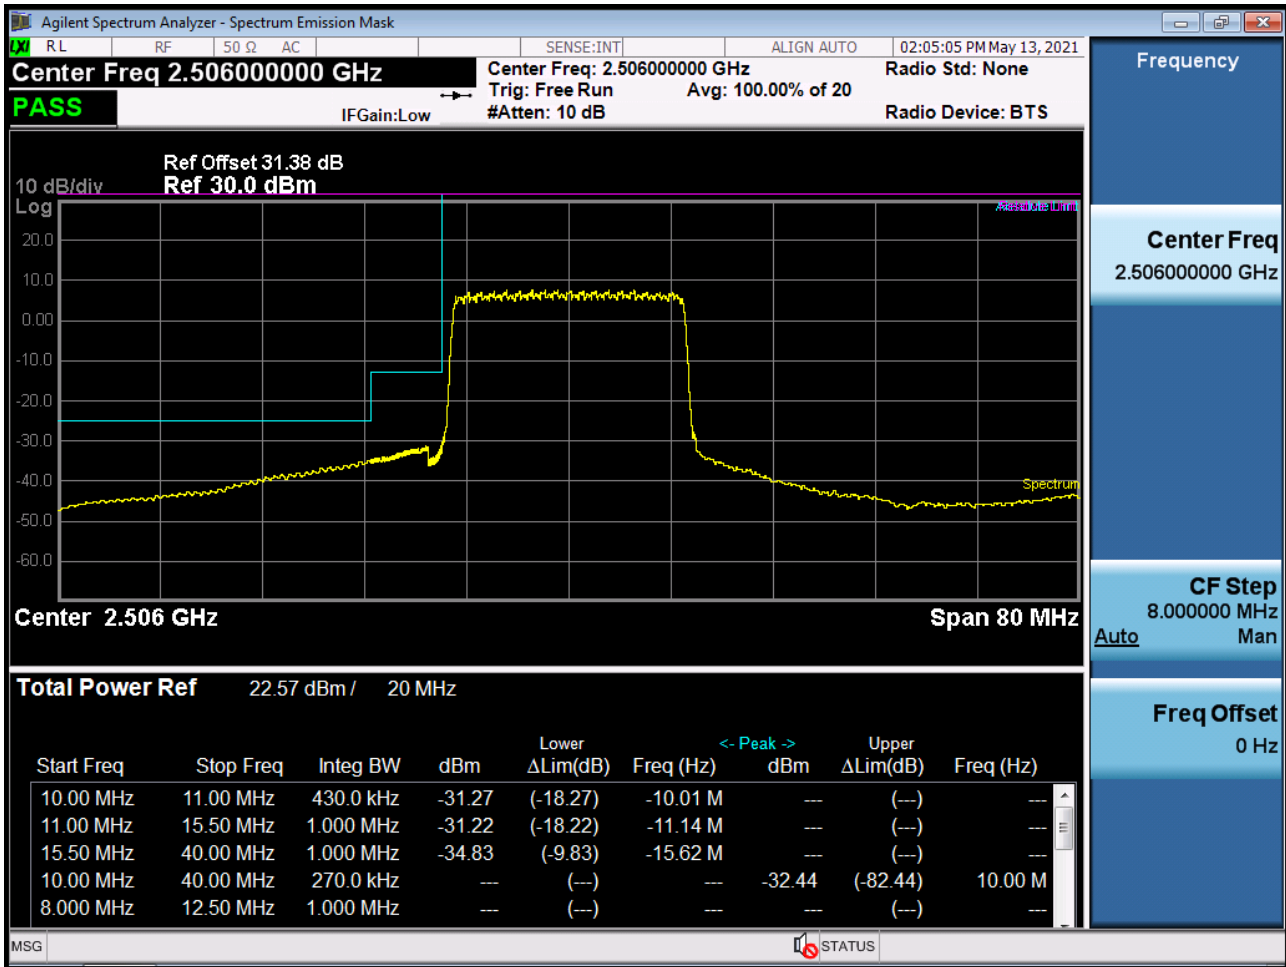 Agilent Spectrum Analyzer - Spectrum Emission Mask
LXI RL RF 50 Ω AC SENSE:INT ALIGN AUTO 02:05:05 PM May 13, 2021
Center Freq 2.506000000 GHz
Center Freq: 2.506000000 GHz Radio Std: None
Trig: Free Run Avg: 100.00% of 20
PASS
IFGain:Low #Atten: 10 dB Radio Device: BTS
Ref Offset 31.38 dB
10 dB/div Ref 30.0 dBm
Log
Absolute Limit
20.0
10.0
0.00
-10.0
-20.0
-30.0
-40.0
Spectrum
-50.0
-60.0
Center 2.506 GHz Span 80 MHz
Total Power Ref 22.57 dBm / 20 MHz
Lower <- Peak -> Upper
Start Freq Stop Freq Integ BW dBm ΔLim(dB) Freq (Hz) dBm ΔLim(dB) Freq (Hz)
10.00 MHz 11.00 MHz 430.0 kHz -31.27 (-18.27) -10.01 M --- (---) ---
11.00 MHz 15.50 MHz 1.000 MHz -31.22 (-18.22) -11.14 M --- (---) ---
15.50 MHz 40.00 MHz 1.000 MHz -34.83 (-9.83) -15.62 M --- (---) ---
10.00 MHz 40.00 MHz 270.0 kHz --- (---) --- -32.44 (-82.44) 10.00 M
8.000 MHz 12.50 MHz 1.000 MHz --- (---) --- --- (---) ---
MSG STATUS
Frequency
Center Freq
2.506000000 GHz
CF Step
8.000000 MHz
Auto Man
Freq Offset
0 Hz